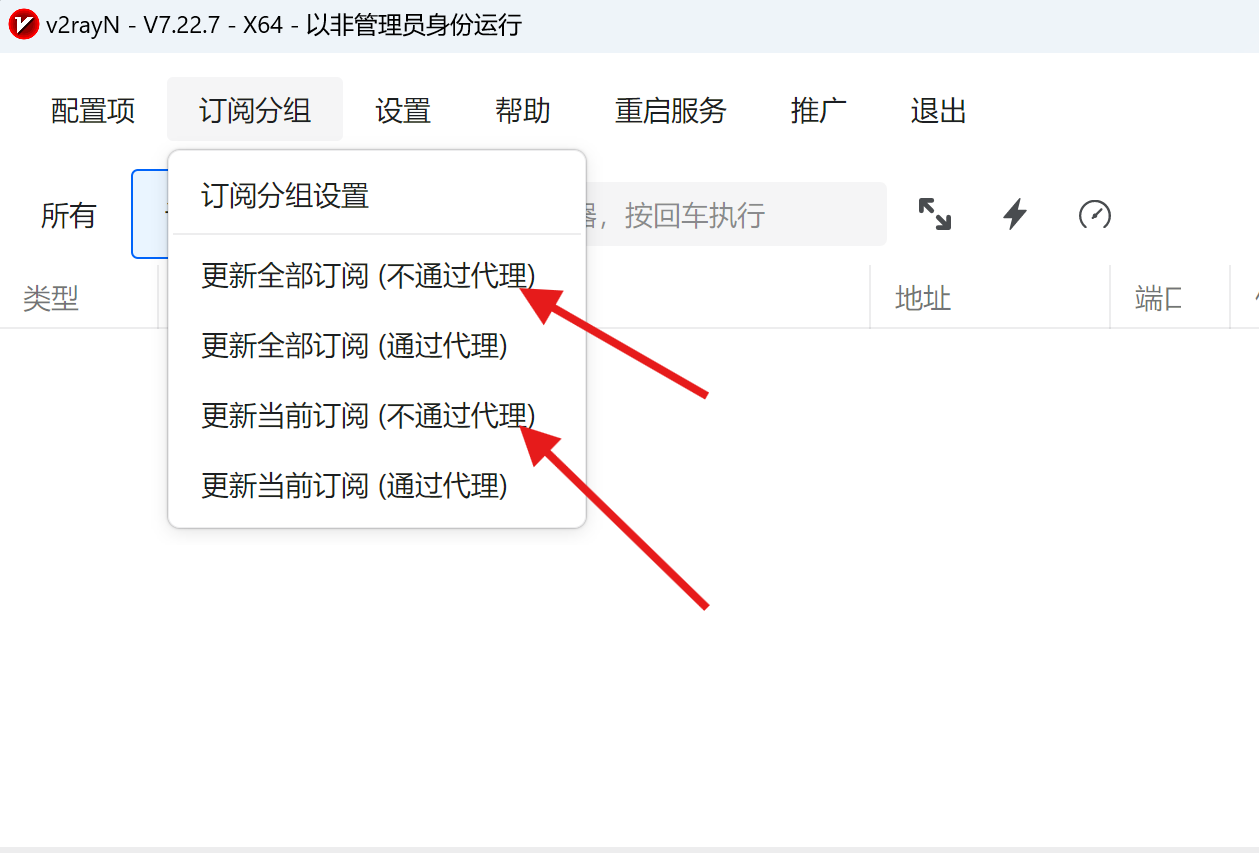 v2rayN - V7.22.7 - X64 - 以非管理员身份运行
配置项 订阅分组 设置 帮助 重启服务 推广 退出
订阅分组设置
所有 器，按回车执行
更新全部订阅 (不通过代理)
类型 地址 端口
更新全部订阅 (通过代理)
更新当前订阅 (不通过代理)
更新当前订阅 (通过代理)